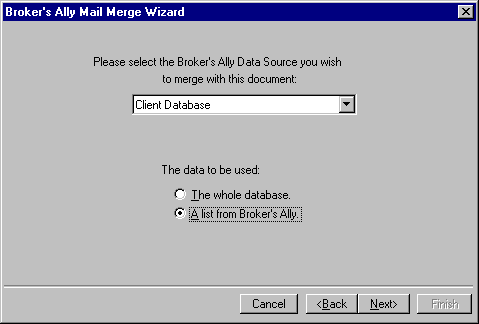 Broker's Ally Mail Merge Wizard
Please select the Broker's Ally Data Source you wish
to merge with this document:
Client Database
The data to be used:
The whole database.
A list from Broker's Ally.
Cancel
<Back
Next>
Finish